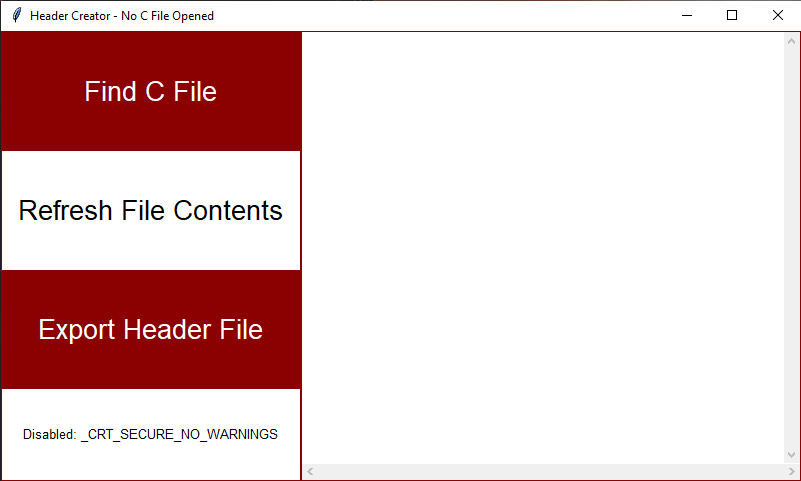 Header Creator - No C File Opened
Find C File
Refresh File Contents
Export Header File
Disabled: _CRT_SECURE_NO_WARNINGS